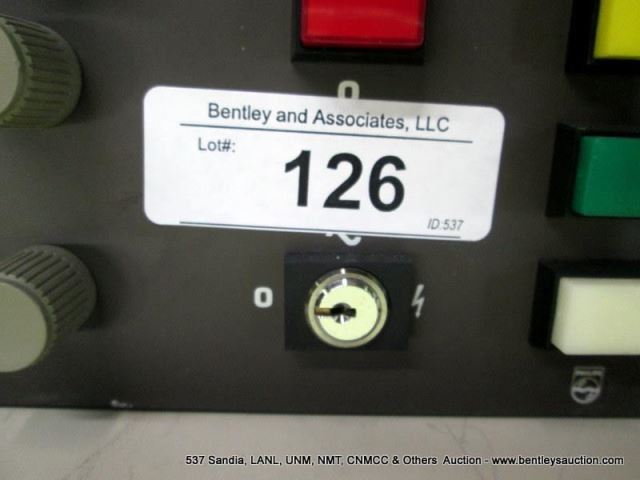 0
Bentley and Associates, LLC
Lot#:
126
ID:537
0
PHILIPS
537 Sandia, LANL, UNM, NMT, CNMCC & Others Auction - www.bentleysauction.com